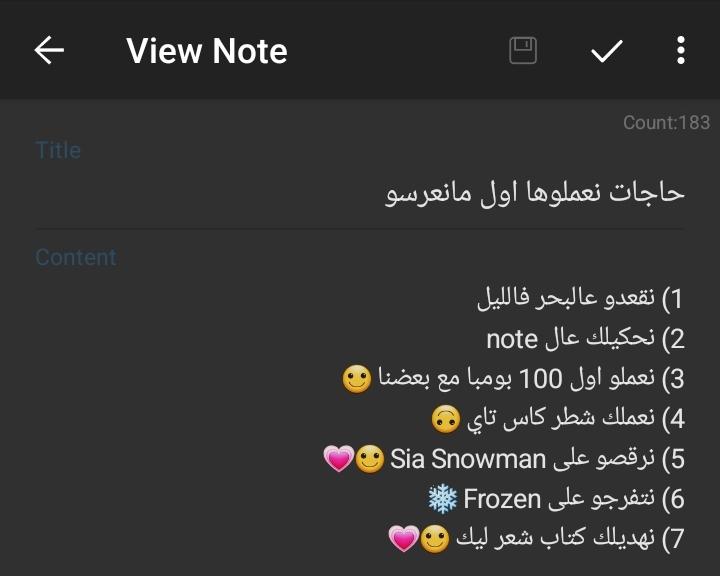 View Note
Count:183
Title
حاجات نعملوها اول مانعرسو
Content
1) نقعدو عالبحر فالليل
2) نحكيلك عال note
3) نعملو اول 100 بومبا مع بعضنا 🙂
4) نعملك شطر كاس تاي 🙃
5) نرقصو على Sia Snowman 🙂💗
6) نتفرجو على Frozen ❄️
7) نهديلك كتاب شعر ليك 🙂💗